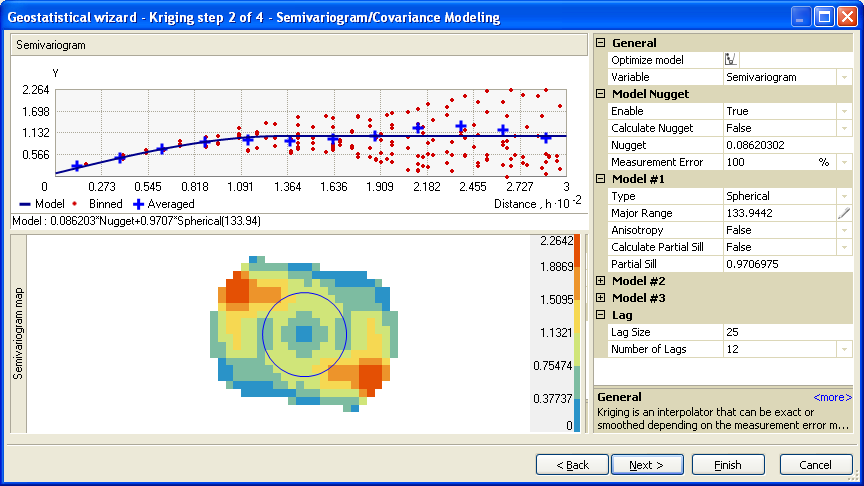 Geostatistical wizard - Kriging step 2 of 4 - Semivariogram/Covariance Modeling
Semivariogram
γ
2.264
1.698
1.132
0.566
0 0.273 0.545 0.818 1.091 1.364 1.636 1.909 2.182 2.455 2.727 3
Model Binned Averaged Distance , h ·10 -2
Model : 0.086203*Nugget+0.9707*Spherical(133.94)
Semivariogram map
2.2642
1.8869
1.5095
1.1321
0.75474
0.37737
0
General
Optimize model
Variable Semivariogram
Model Nugget
Enable True
Calculate Nugget False
Nugget 0.08620302
Measurement Error 100 %
Model #1
Type Spherical
Major Range 133.9442
Anisotropy False
Calculate Partial Sill False
Partial Sill 0.9706975
Model #2
Model #3
Lag
Lag Size 25
Number of Lags 12
General <more>
Kriging is an interpolator that can be exact or
smoothed depending on the measurement error m...
< Back Next > Finish Cancel